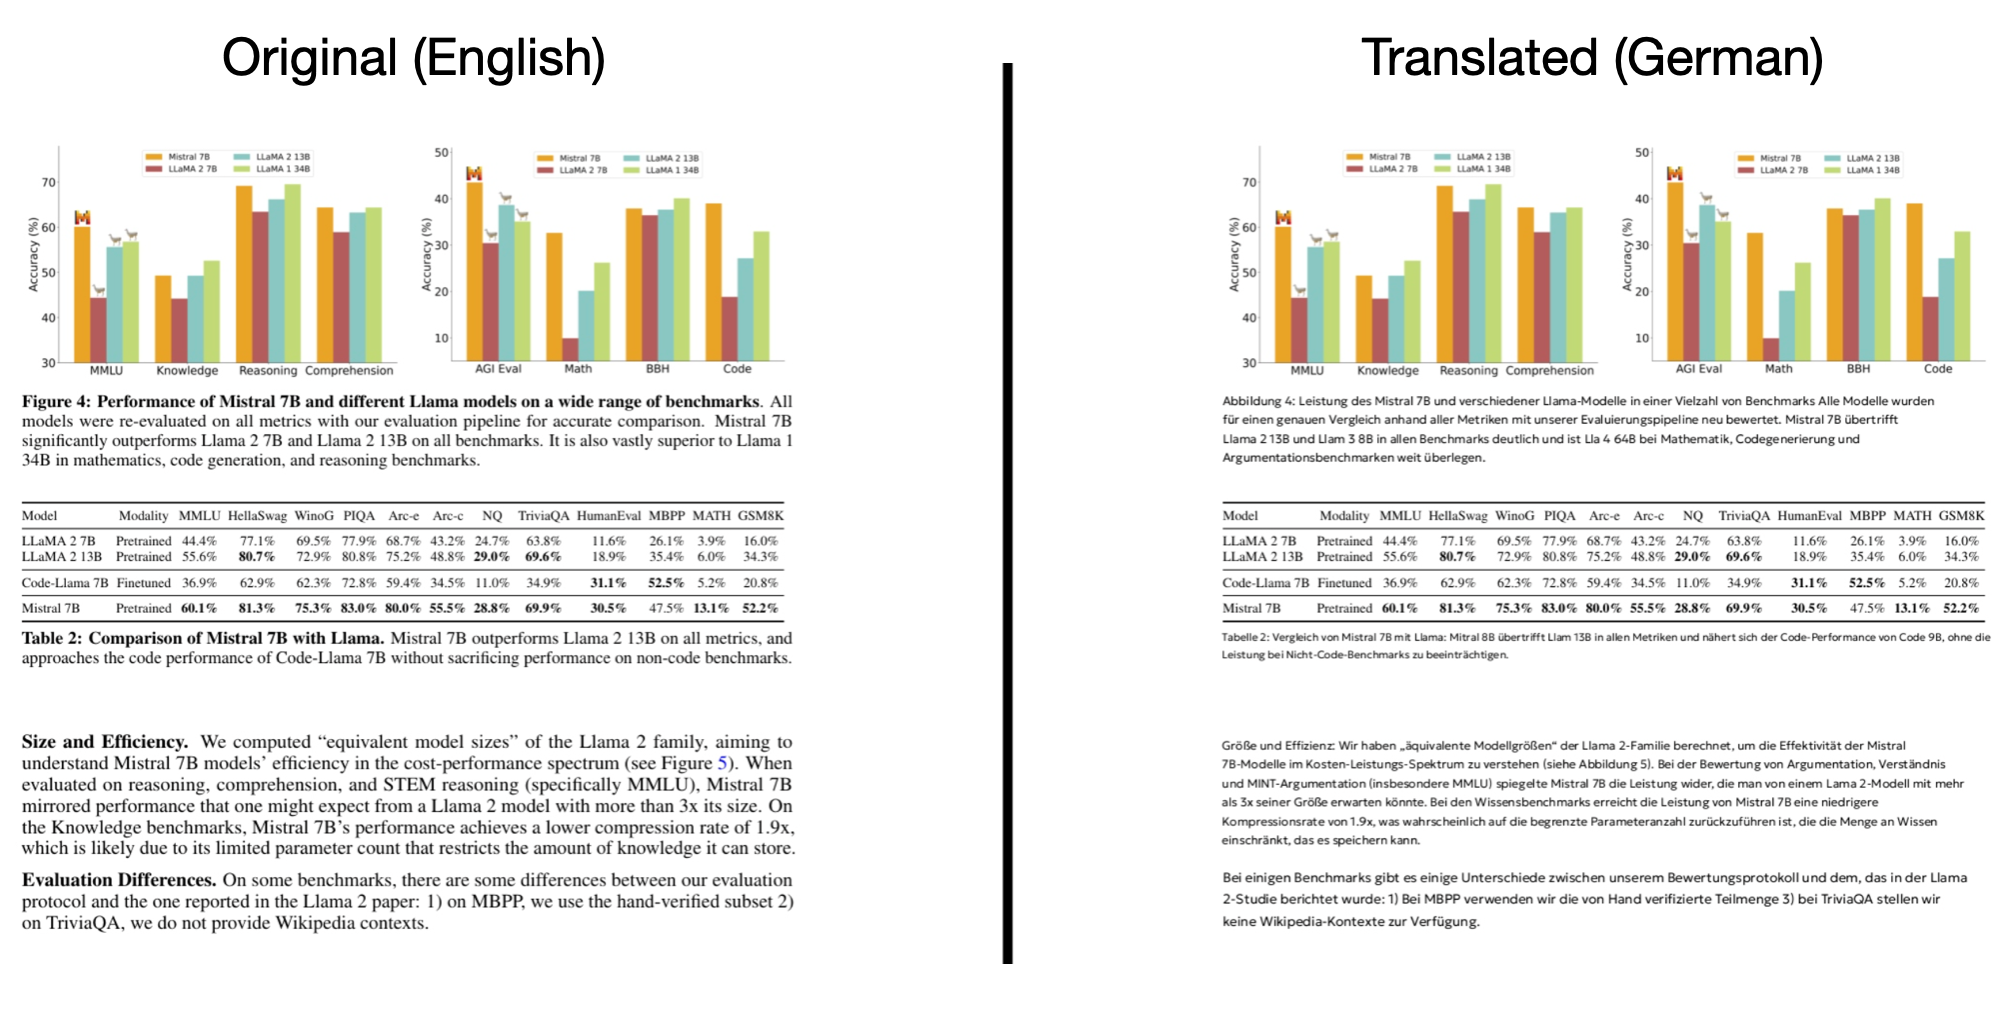 Original (English)
Mistral 7B LLaMA 2 13B
LLaMA 2 7B LLaMA 1 34B
70
60
50
40
30
Accuracy (%)
MMLU Knowledge Reasoning Comprehension
Mistral 7B LLaMA 2 13B
LLaMA 2 7B LLaMA 1 34B
50
40
30
20
10
Accuracy (%)
AGI Eval Math BBH Code
Figure 4: Performance of Mistral 7B and different Llama models on a wide range of benchmarks. All
models were re-evaluated on all metrics with our evaluation pipeline for accurate comparison. Mistral 7B
significantly outperforms Llama 2 7B and Llama 2 13B on all benchmarks. It is also vastly superior to Llama 1
34B in mathematics, code generation, and reasoning benchmarks.
Model Modality MMLU HellaSwag WinoG PIQA Arc-e Arc-c NQ TriviaQA HumanEval MBPP MATH GSM8K
LLaMA 2 7B Pretrained 44.4% 77.1% 69.5% 77.9% 68.7% 43.2% 24.7% 63.8% 11.6% 26.1% 3.9% 16.0%
LLaMA 2 13B Pretrained 55.6% 80.7% 72.9% 80.8% 75.2% 48.8% 29.0% 69.6% 18.9% 35.4% 6.0% 34.3%
Code-Llama 7B Finetuned 36.9% 62.9% 62.3% 72.8% 59.4% 34.5% 11.0% 34.9% 31.1% 52.5% 5.2% 20.8%
Mistral 7B Pretrained 60.1% 81.3% 75.3% 83.0% 80.0% 55.5% 28.8% 69.9% 30.5% 47.5% 13.1% 52.2%
Table 2: Comparison of Mistral 7B with Llama. Mistral 7B outperforms Llama 2 13B on all metrics, and
approaches the code performance of Code-Llama 7B without sacrificing performance on non-code benchmarks.
Size and Efficiency. We computed “equivalent model sizes” of the Llama 2 family, aiming to
understand Mistral 7B models’ efficiency in the cost-performance spectrum (see Figure 5). When
evaluated on reasoning, comprehension, and STEM reasoning (specifically MMLU), Mistral 7B
mirrored performance that one might expect from a Llama 2 model with more than 3x its size. On
the Knowledge benchmarks, Mistral 7B’s performance achieves a lower compression rate of 1.9x,
which is likely due to its limited parameter count that restricts the amount of knowledge it can store.
Evaluation Differences. On some benchmarks, there are some differences between our evaluation
protocol and the one reported in the Llama 2 paper: 1) on MBPP, we use the hand-verified subset 2)
on TriviaQA, we do not provide Wikipedia contexts.
Translated (German)
Mistral 7B LLaMA 2 13B
LLaMA 2 7B LLaMA 1 34B
70
60
50
40
30
Accuracy (%)
MMLU Knowledge Reasoning Comprehension
Mistral 7B LLaMA 2 13B
LLaMA 2 7B LLaMA 1 34B
50
40
30
20
10
Accuracy (%)
AGI Eval Math BBH Code
Abbildung 4: Leistung des Mistral 7B und verschiedener Llama-Modelle in einer Vielzahl von Benchmarks Alle Modelle wurden
für einen genauen Vergleich anhand aller Metriken mit unserer Evaluierungspipeline neu bewertet. Mistral 7B übertrifft
Llama 2 13B und Llam 3 8B in allen Benchmarks deutlich und ist Lla 4 64B bei Mathematik, Codegenerierung und
Argumentationsbenchmarken weit überlegen.
Model Modality MMLU HellaSwag WinoG PIQA Arc-e Arc-c NQ TriviaQA HumanEval MBPP MATH GSM8K
LLaMA 2 7B Pretrained 44.4% 77.1% 69.5% 77.9% 68.7% 43.2% 24.7% 63.8% 11.6% 26.1% 3.9% 16.0%
LLaMA 2 13B Pretrained 55.6% 80.7% 72.9% 80.8% 75.2% 48.8% 29.0% 69.6% 18.9% 35.4% 6.0% 34.3%
Code-Llama 7B Finetuned 36.9% 62.9% 62.3% 72.8% 59.4% 34.5% 11.0% 34.9% 31.1% 52.5% 5.2% 20.8%
Mistral 7B Pretrained 60.1% 81.3% 75.3% 83.0% 80.0% 55.5% 28.8% 69.9% 30.5% 47.5% 13.1% 52.2%
Tabelle 2: Vergleich von Mistral 7B mit Llama: Mitral 8B übertrifft Llam 13B in allen Metriken und nähert sich der Code-Performance von Code 9B, ohne die
Leistung bei Nicht-Code-Benchmarks zu beeinträchtigen.
Größe und Effizienz: Wir haben „äquivalente Modellgrößen“ der Llama 2-Familie berechnet, um die Effektivität der Mistral
7B-Modelle im Kosten-Leistungs-Spektrum zu verstehen (siehe Abbildung 5). Bei der Bewertung von Argumentation, Verständnis
und MINT-Argumentation (insbesondere MMLU) spiegelte Mistral 7B die Leistung wider, die man von einem Lama 2-Modell mit mehr
als 3x seiner Größe erwarten könnte. Bei den Wissensbenchmarks erreicht die Leistung von Mistral 7B eine niedrigere
Kompressionsrate von 1.9x, was wahrscheinlich auf die begrenzte Parameteranzahl zurückzuführen ist, die die Menge an Wissen
einschränkt, das es speichern kann.
Bei einigen Benchmarks gibt es einige Unterschiede zwischen unserem Bewertungsprotokoll und dem, das in der Llama
2-Studie berichtet wurde: 1) Bei MBPP verwenden wir die von Hand verifizierte Teilmenge 3) bei TriviaQA stellen wir
keine Wikipedia-Kontexte zur Verfügung.